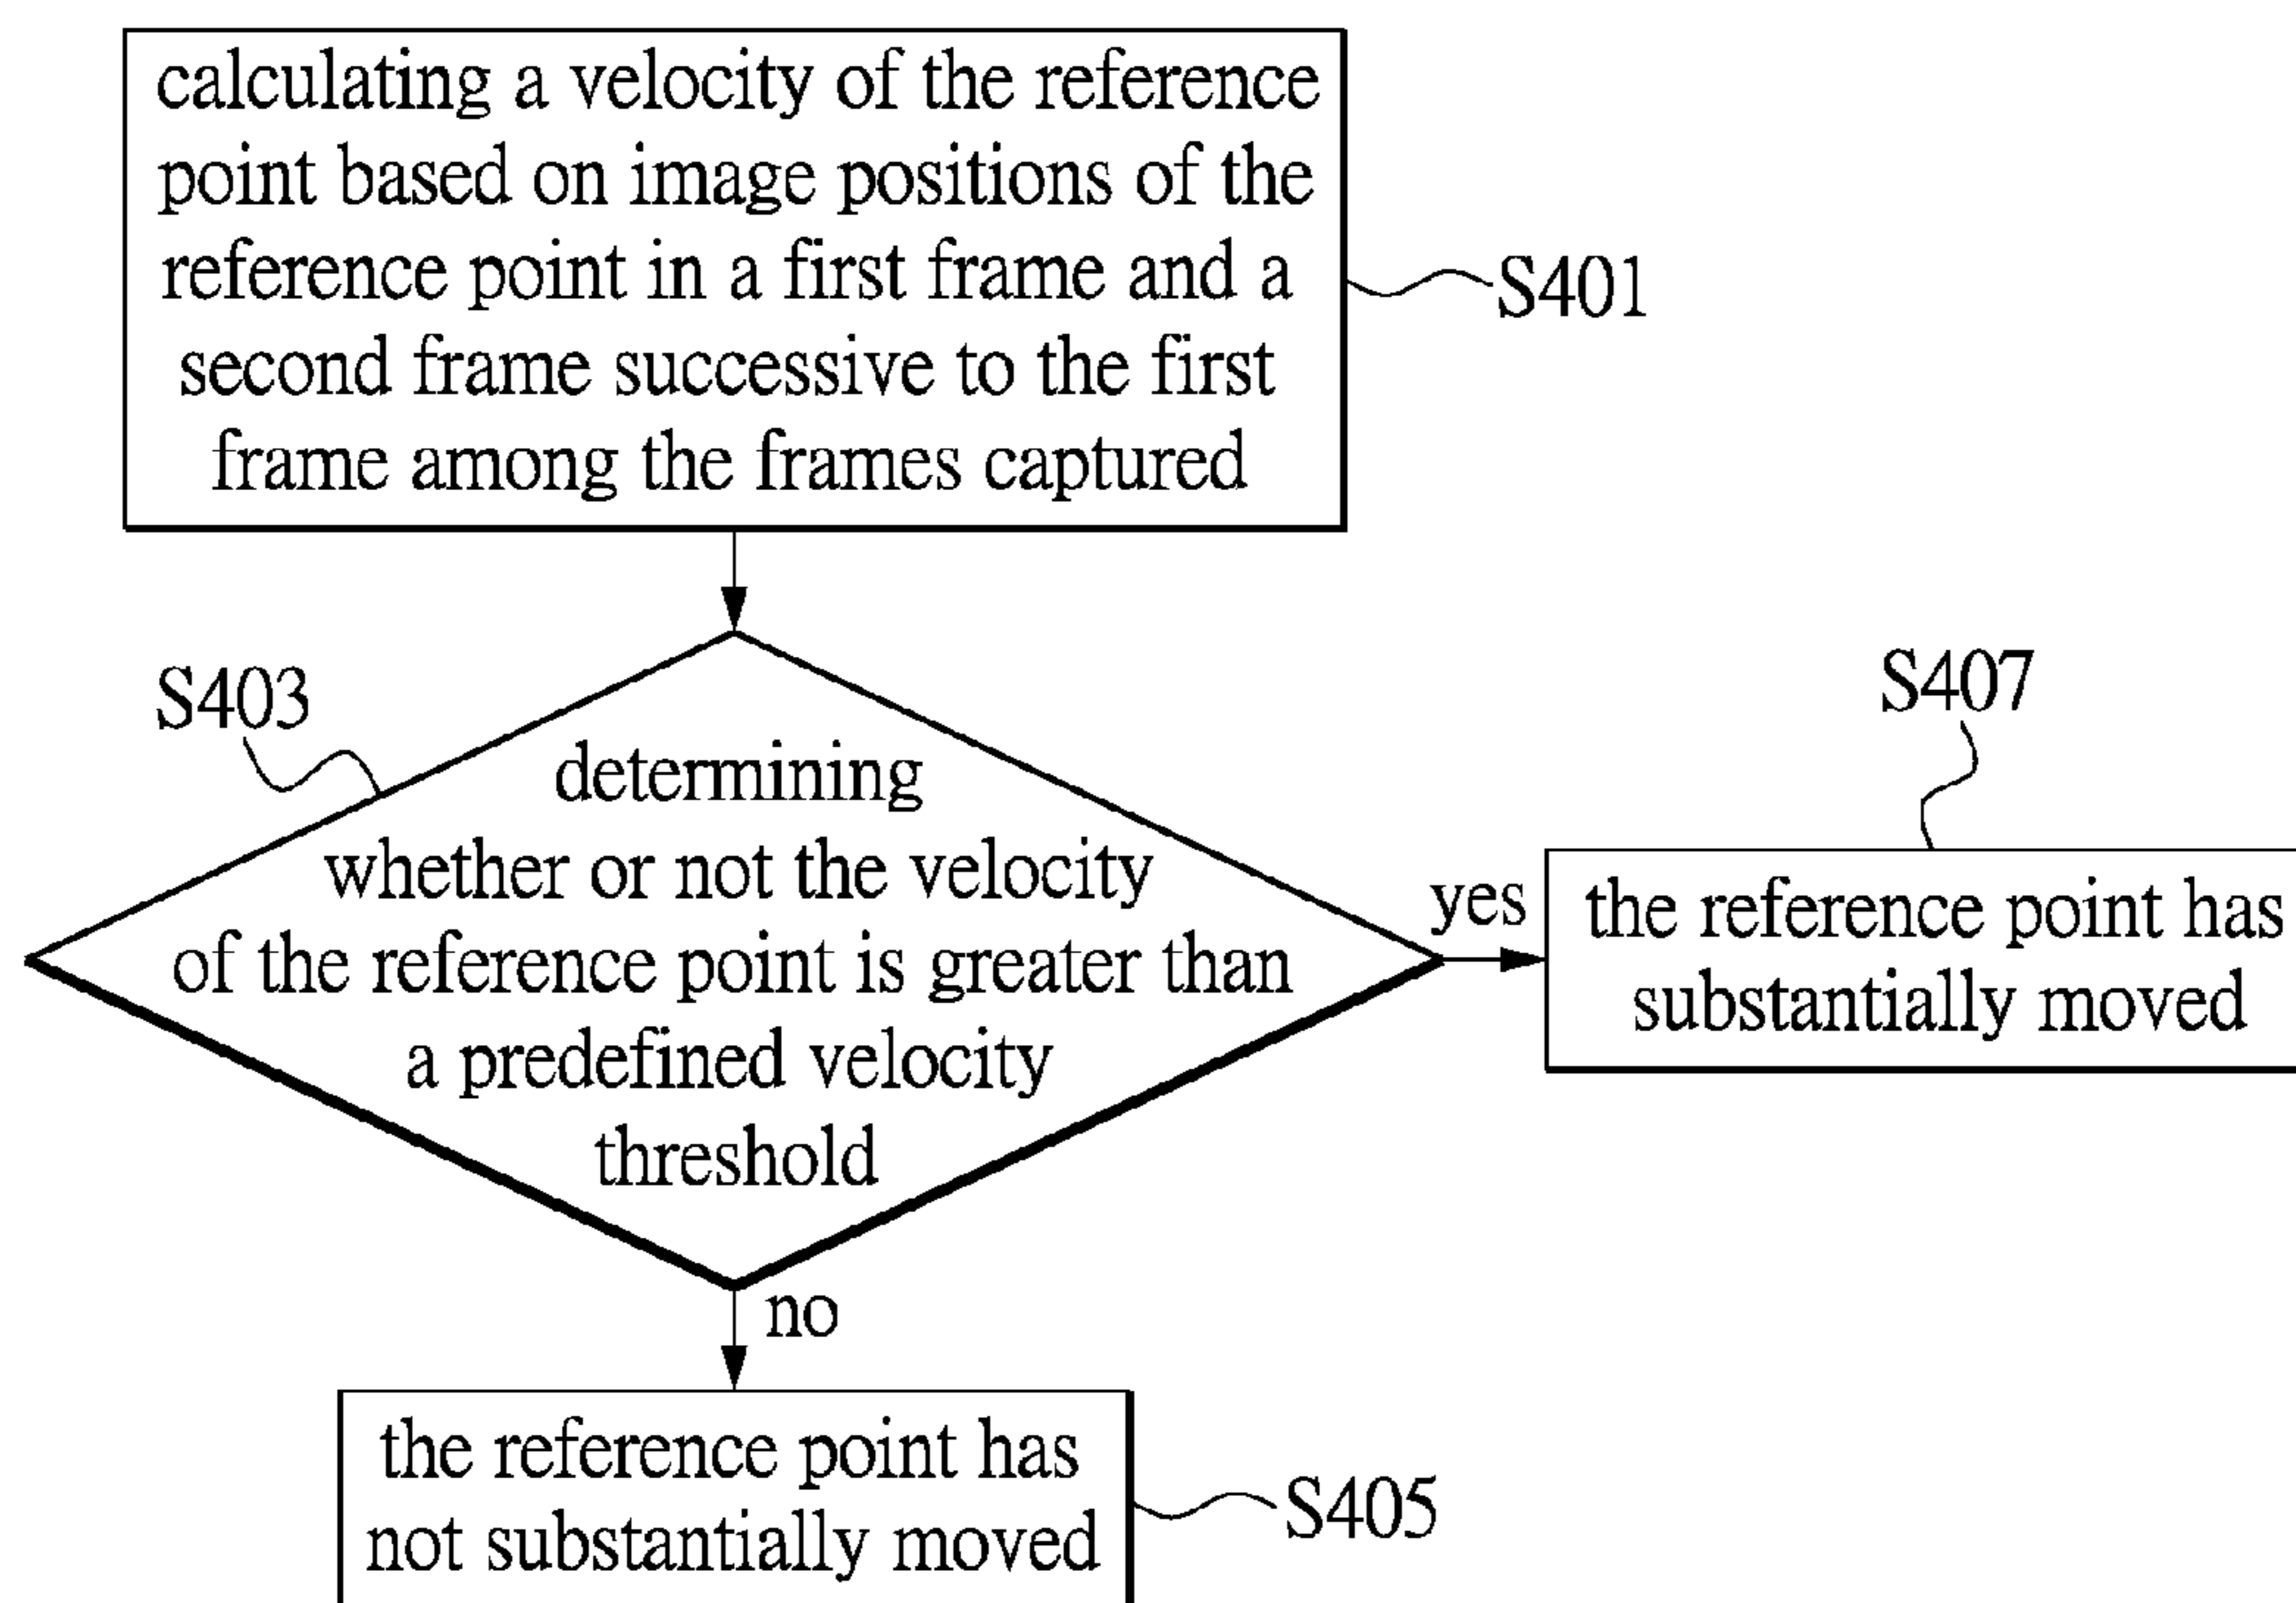 calculating a velocity of the reference
point based on image positions of the
reference point in a first frame and a
second frame successive to the first
frame among the frames captured
S401
S403
determining
whether or not the velocity
of the reference point is greater than
a predefined velocity
threshold
yes
S407
the reference point has
substantially moved
no
the reference point has
not substantially moved
S405